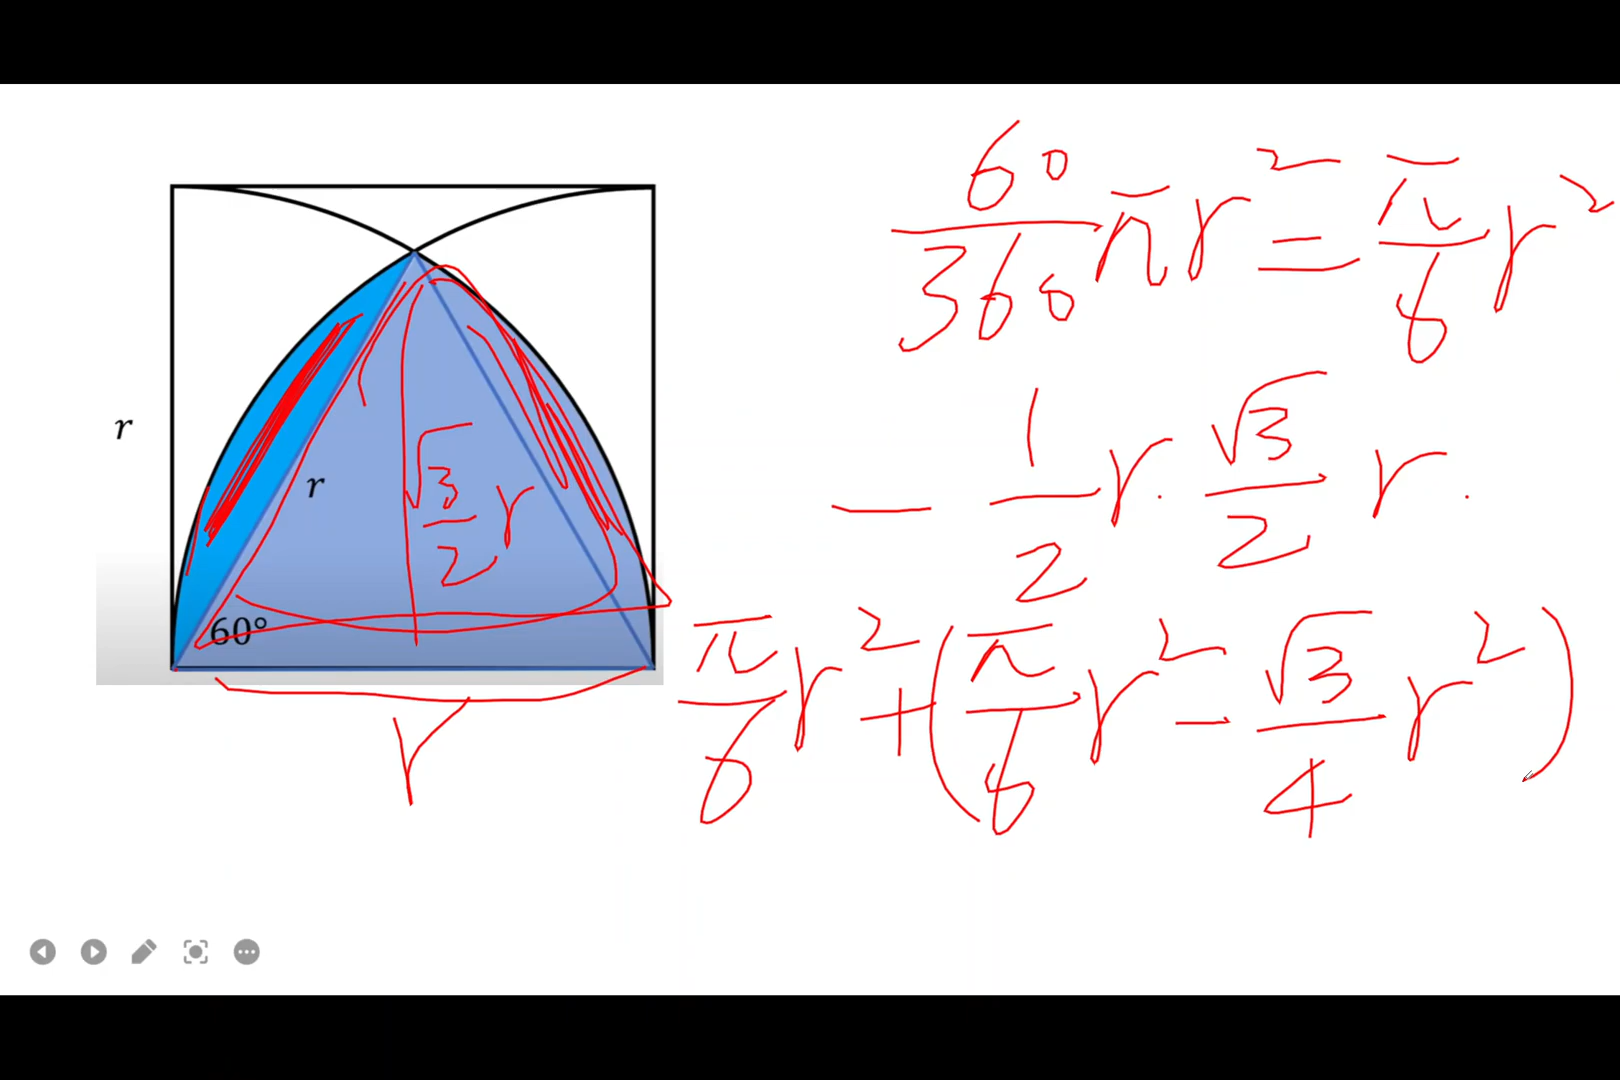 60/360 πr² = π/6 r²
− 1/2 r · √3/2 r ·
r
r
√3/2 r
60°
π/6 r² + (π/6 r² − √3/4 r²)
r